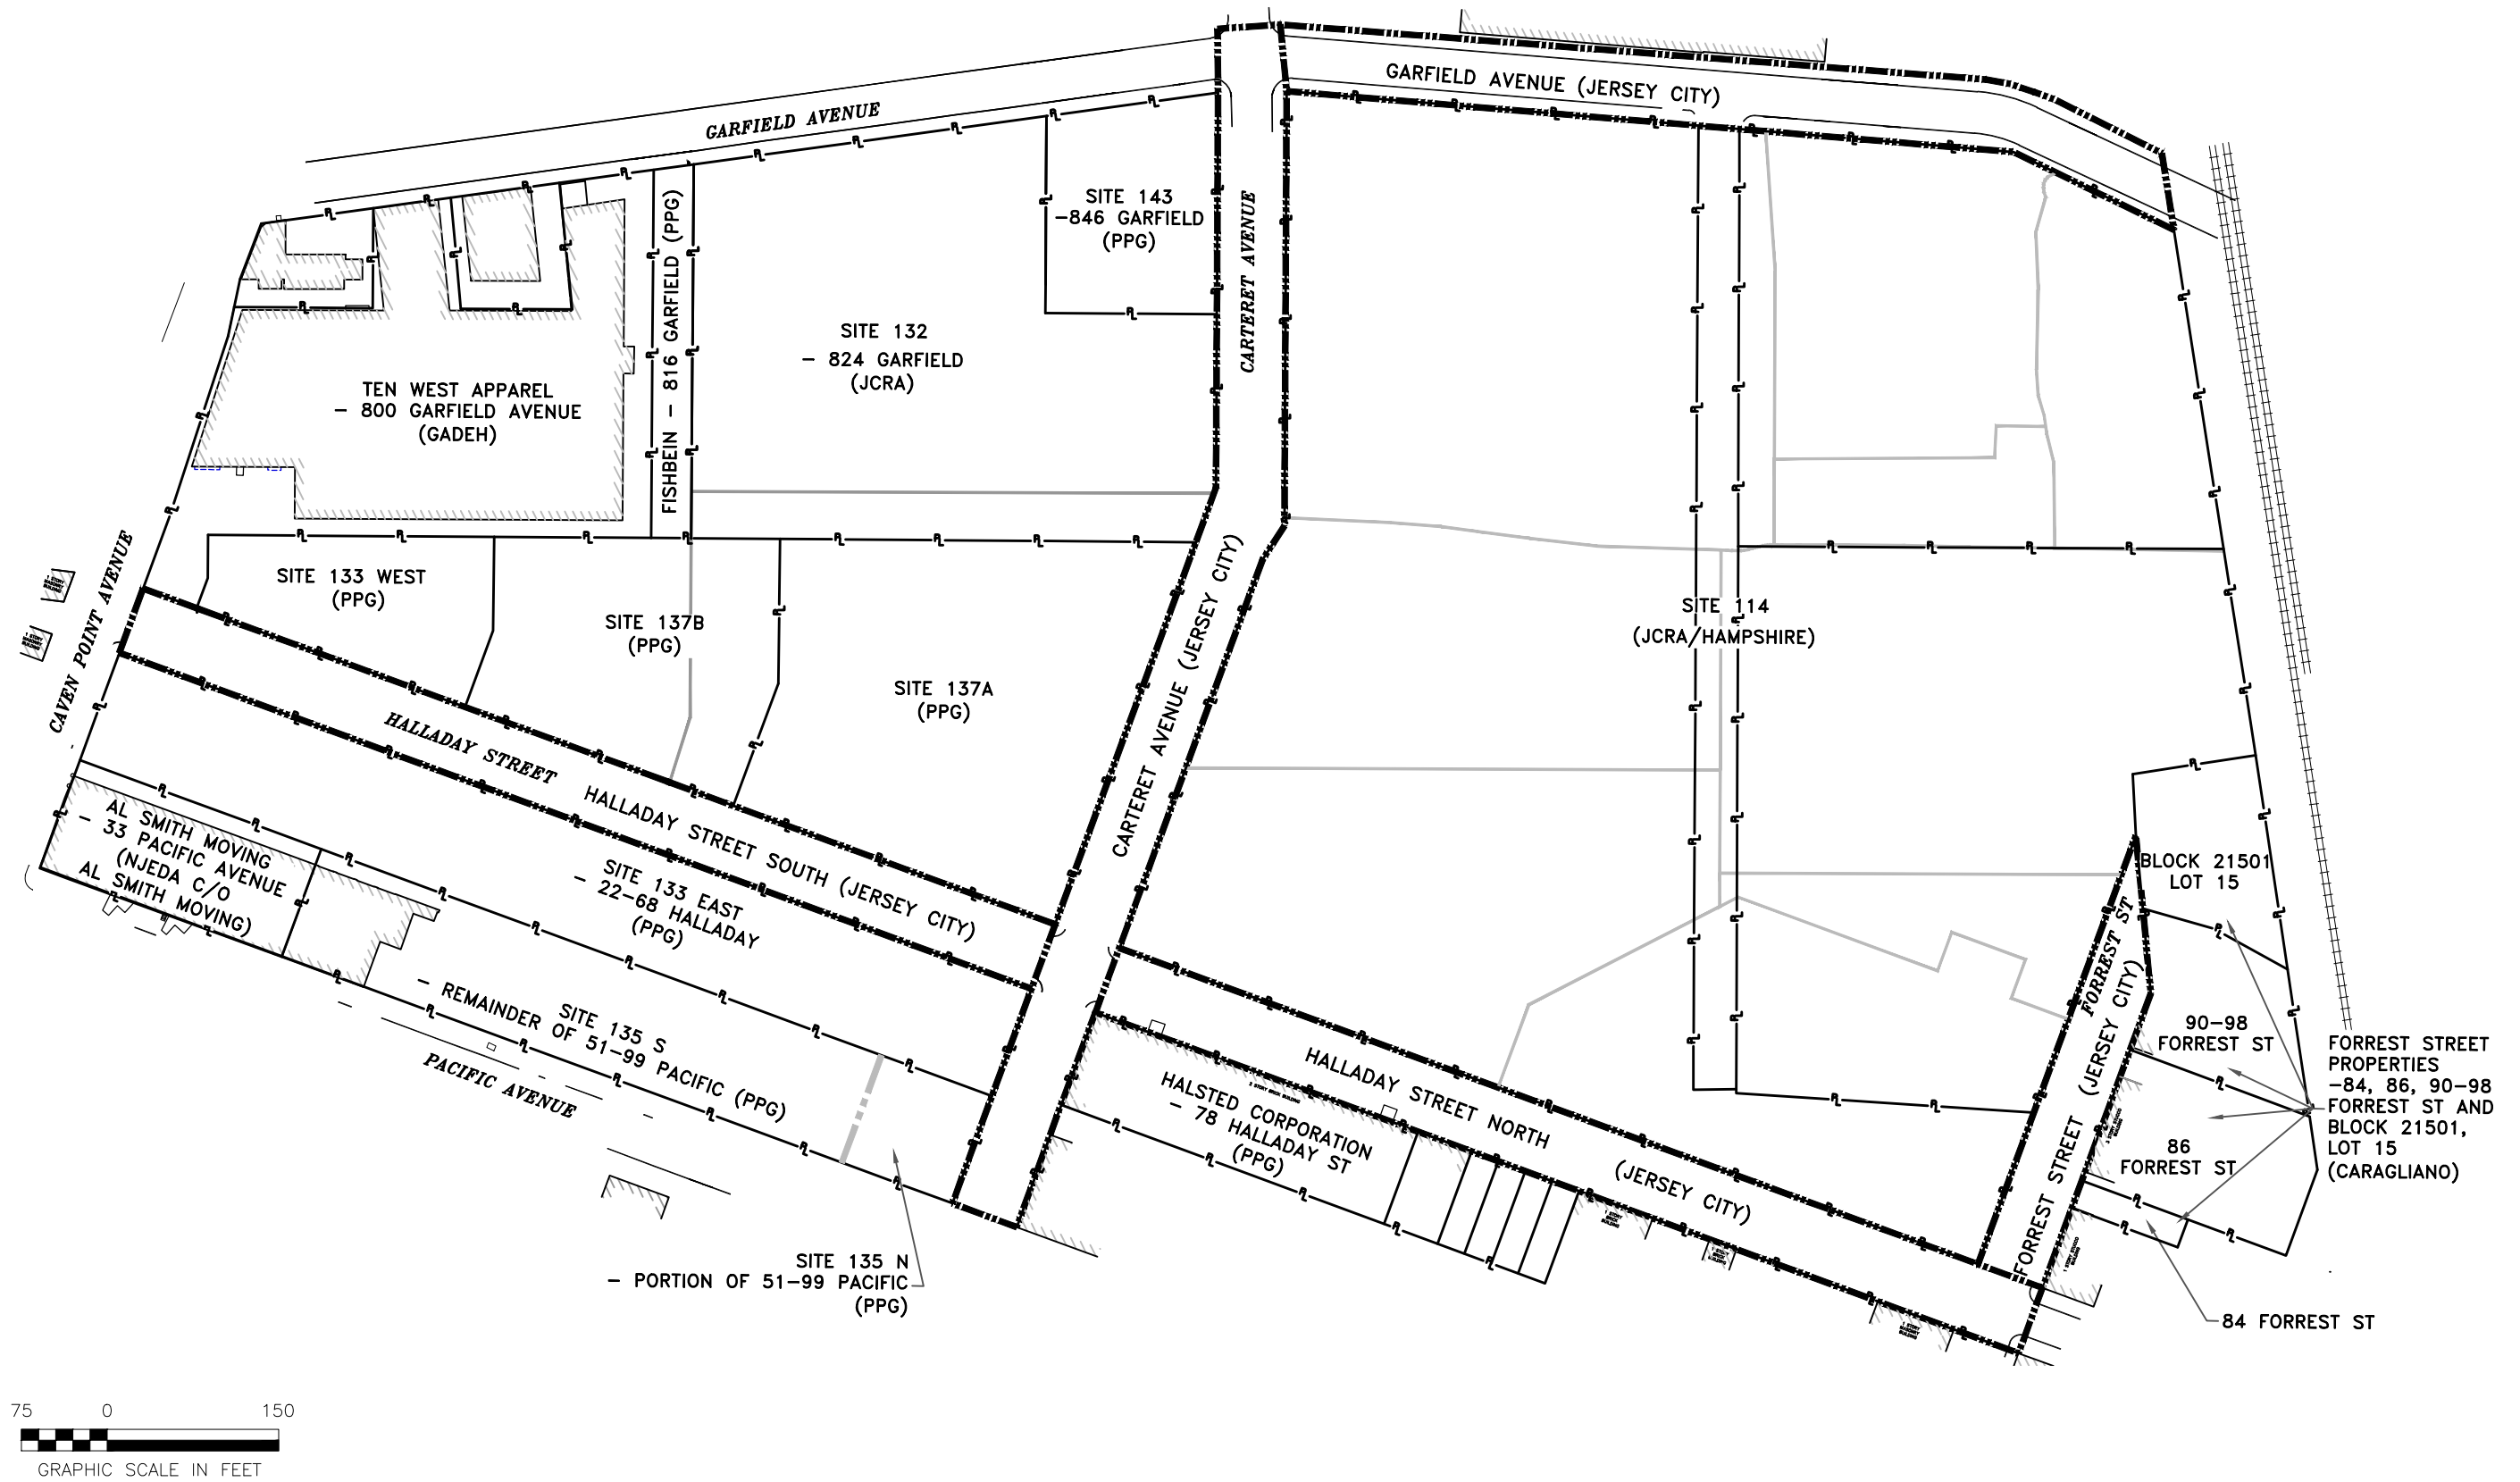 GARFIELD AVENUE (JERSEY CITY)
GARFIELD AVENUE
SITE 143
-846 GARFIELD
(PPG)
CARTERET AVENUE
FISHBEIN - 816 GARFIELD (PPG)
SITE 132
- 824 GARFIELD
(JCRA)
TEN WEST APPAREL
- 800 GARFIELD AVENUE
(GADEH)
CAVEN POINT AVENUE
SITE 133 WEST
(PPG)
SITE 137B
(PPG)
SITE 137A
(PPG)
CARTERET AVENUE (JERSEY CITY)
SITE 114
(JCRA/HAMPSHIRE)
HALLADAY STREET
HALLADAY STREET SOUTH (JERSEY CITY)
AL SMITH MOVING
- 33 PACIFIC AVENUE
(NJEDA C/O
AL SMITH MOVING)
SITE 133 EAST
- 22-68 HALLADAY
(PPG)
SITE 135 S
- REMAINDER OF 51-99 PACIFIC (PPG)
PACIFIC AVENUE
SITE 135 N
- PORTION OF 51-99 PACIFIC
(PPG)
HALSTED CORPORATION
- 78 HALLADAY ST
(PPG)
HALLADAY STREET NORTH
(JERSEY CITY)
BLOCK 21501
LOT 15
FORREST ST
FORREST STREET (JERSEY CITY)
90-98
FORREST ST
86
FORREST ST
FORREST STREET
PROPERTIES
-84, 86, 90-98
FORREST ST AND
BLOCK 21501,
LOT 15
(CARAGLIANO)
84 FORREST ST
75 0 150
GRAPHIC SCALE IN FEET